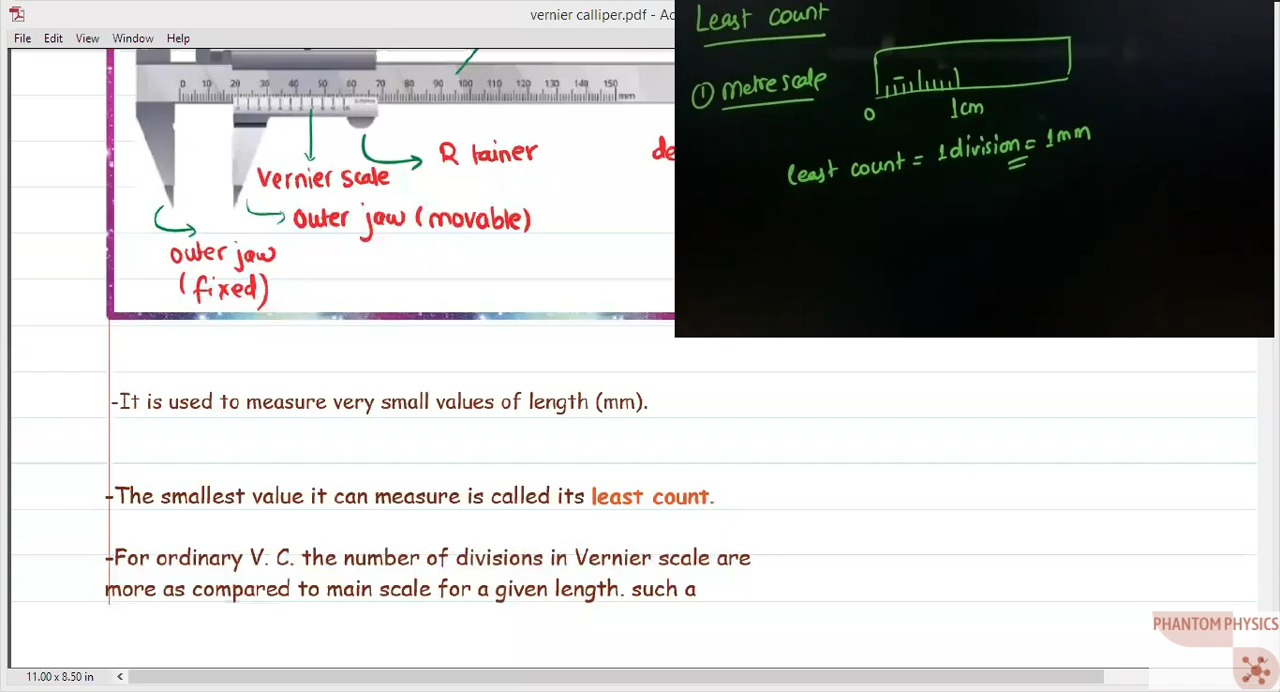 vernier calliper.pdf - Ad
File Edit View Window Help
0 10 20 30 40 50 60 70 80 90 100 110 120 130 140 150
mm
R tainer
de
Vernier scale
Outer jaw (movable)
outer jaw
(fixed)
Least count
① Metre scale
0
1cm
least count = 1 division = 1mm
-It is used to measure very small values of length (mm).
-The smallest value it can measure is called its least count.
-For ordinary V. C. the number of divisions in Vernier scale are
more as compared to main scale for a given length. such a
PHANTOM PHYSICS
11.00 x 8.50 in